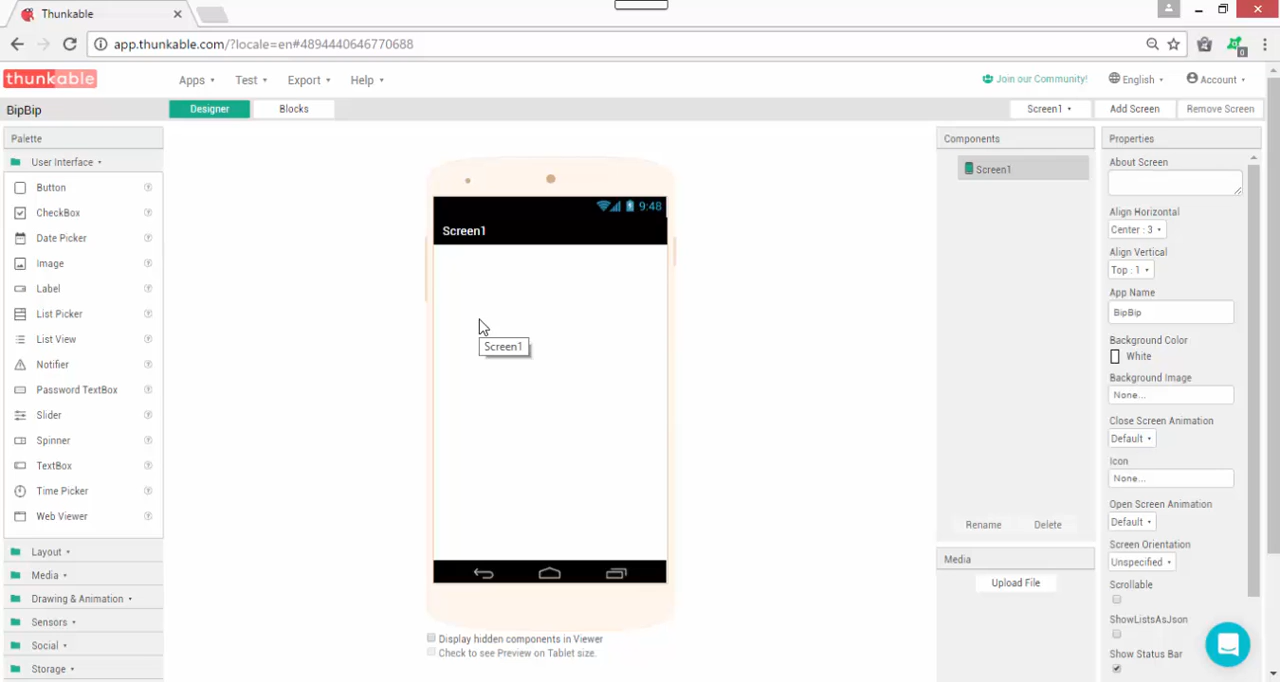 Thunkable
app.thunkable.com/?locale=en#4894440646770688
0
thunkable
Apps
Test
Export
Help
Join our Community!
English
Account
BipBip
Designer
Blocks
Screen1
Add Screen
Remove Screen
Palette
User Interface
Button
CheckBox
Date Picker
Image
Label
List Picker
List View
Notifier
Password TextBox
Slider
Spinner
TextBox
Time Picker
Web Viewer
Layout
Media
Drawing & Animation
Sensors
Social
Storage
9:48
Screen1
Screen1
Display hidden components in Viewer
Check to see Preview on Tablet size.
Components
Screen1
Rename
Delete
Media
Upload File
Properties
About Screen
Align Horizontal
Center : 3
Align Vertical
Top : 1
App Name
BipBip
Background Color
White
Background Image
None...
Close Screen Animation
Default
Icon
None...
Open Screen Animation
Default
Screen Orientation
Unspecified
Scrollable
ShowListsAsJson
Show Status Bar